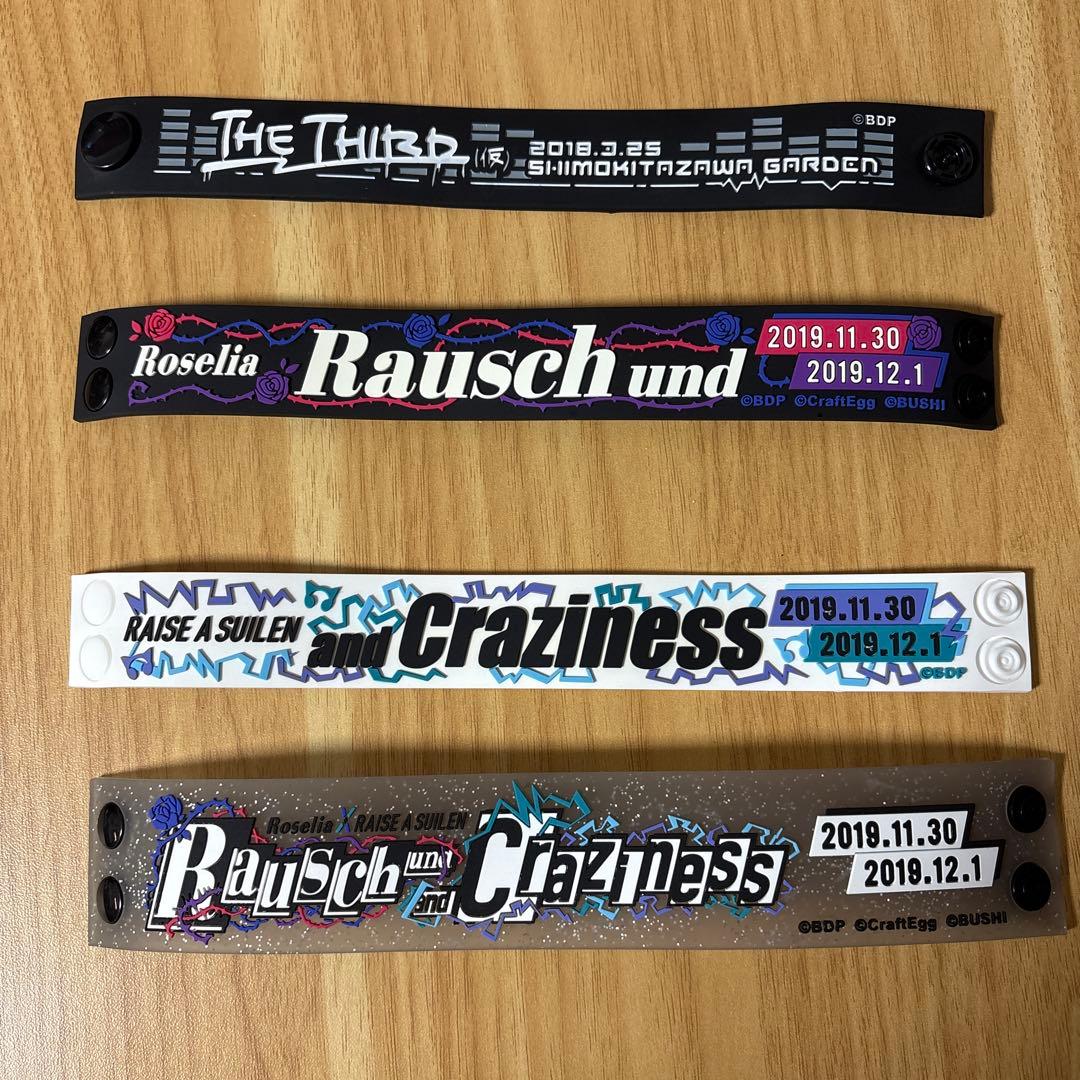 THE THIRD (仮) 2018.3.25 ©BDP
SHIMOKITAZAWA GARDEN
Roselia Rausch und 2019.11.30
2019.12.1
©BDP ©CraftEgg ©BUSHI
RAISE A SUILEN and Craziness 2019.11.30
2019.12.1
©BDP
Roselia X RAISE A SUILEN
Rausch und
and Craziness
2019.11.30
2019.12.1
©BDP ©CraftEgg ©BUSHI